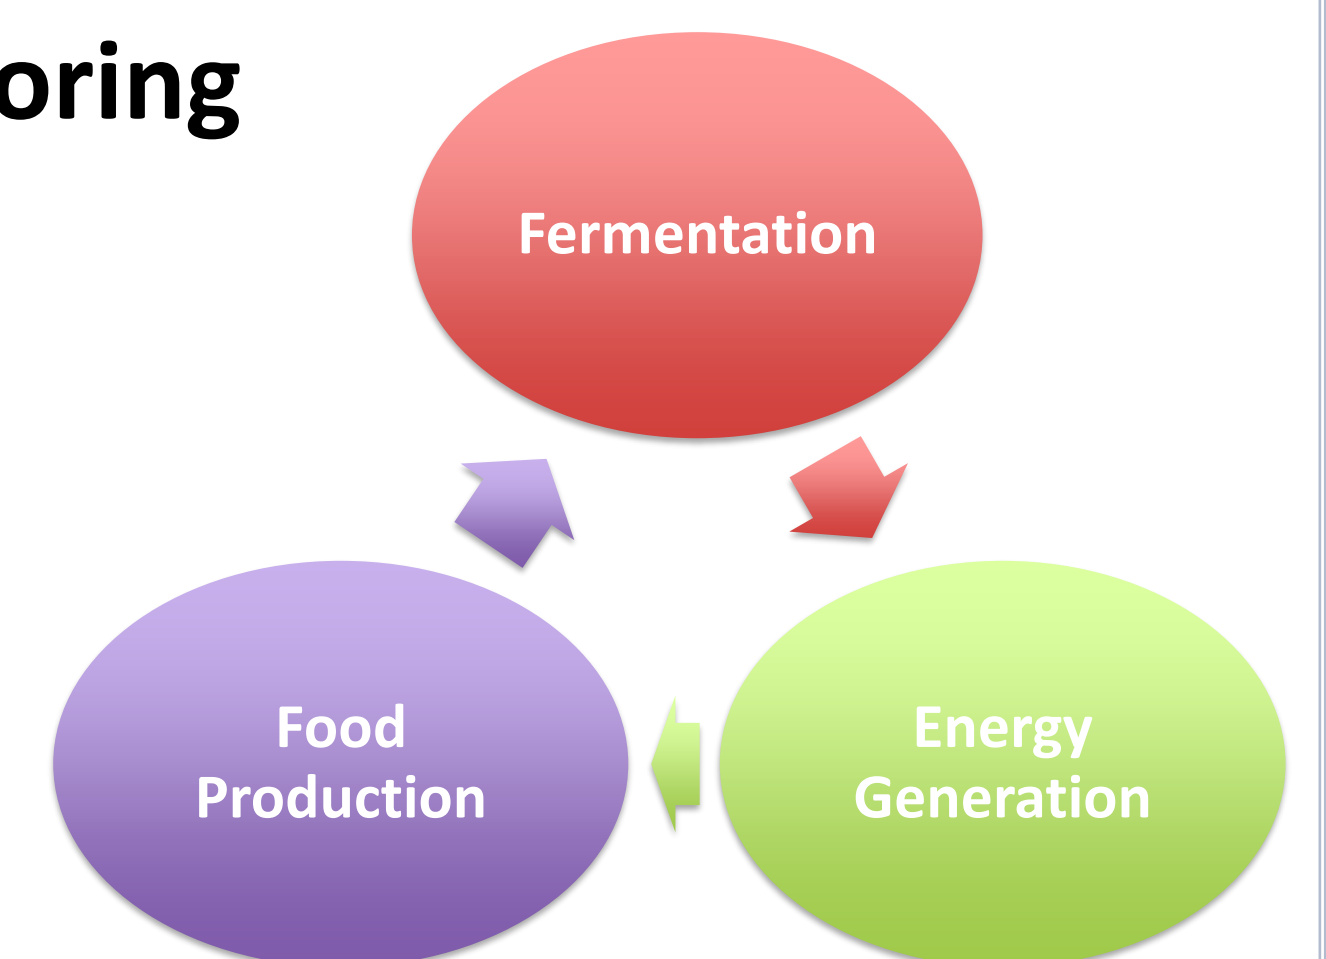 oring
Fermentation
Food
Production
Energy
Generation